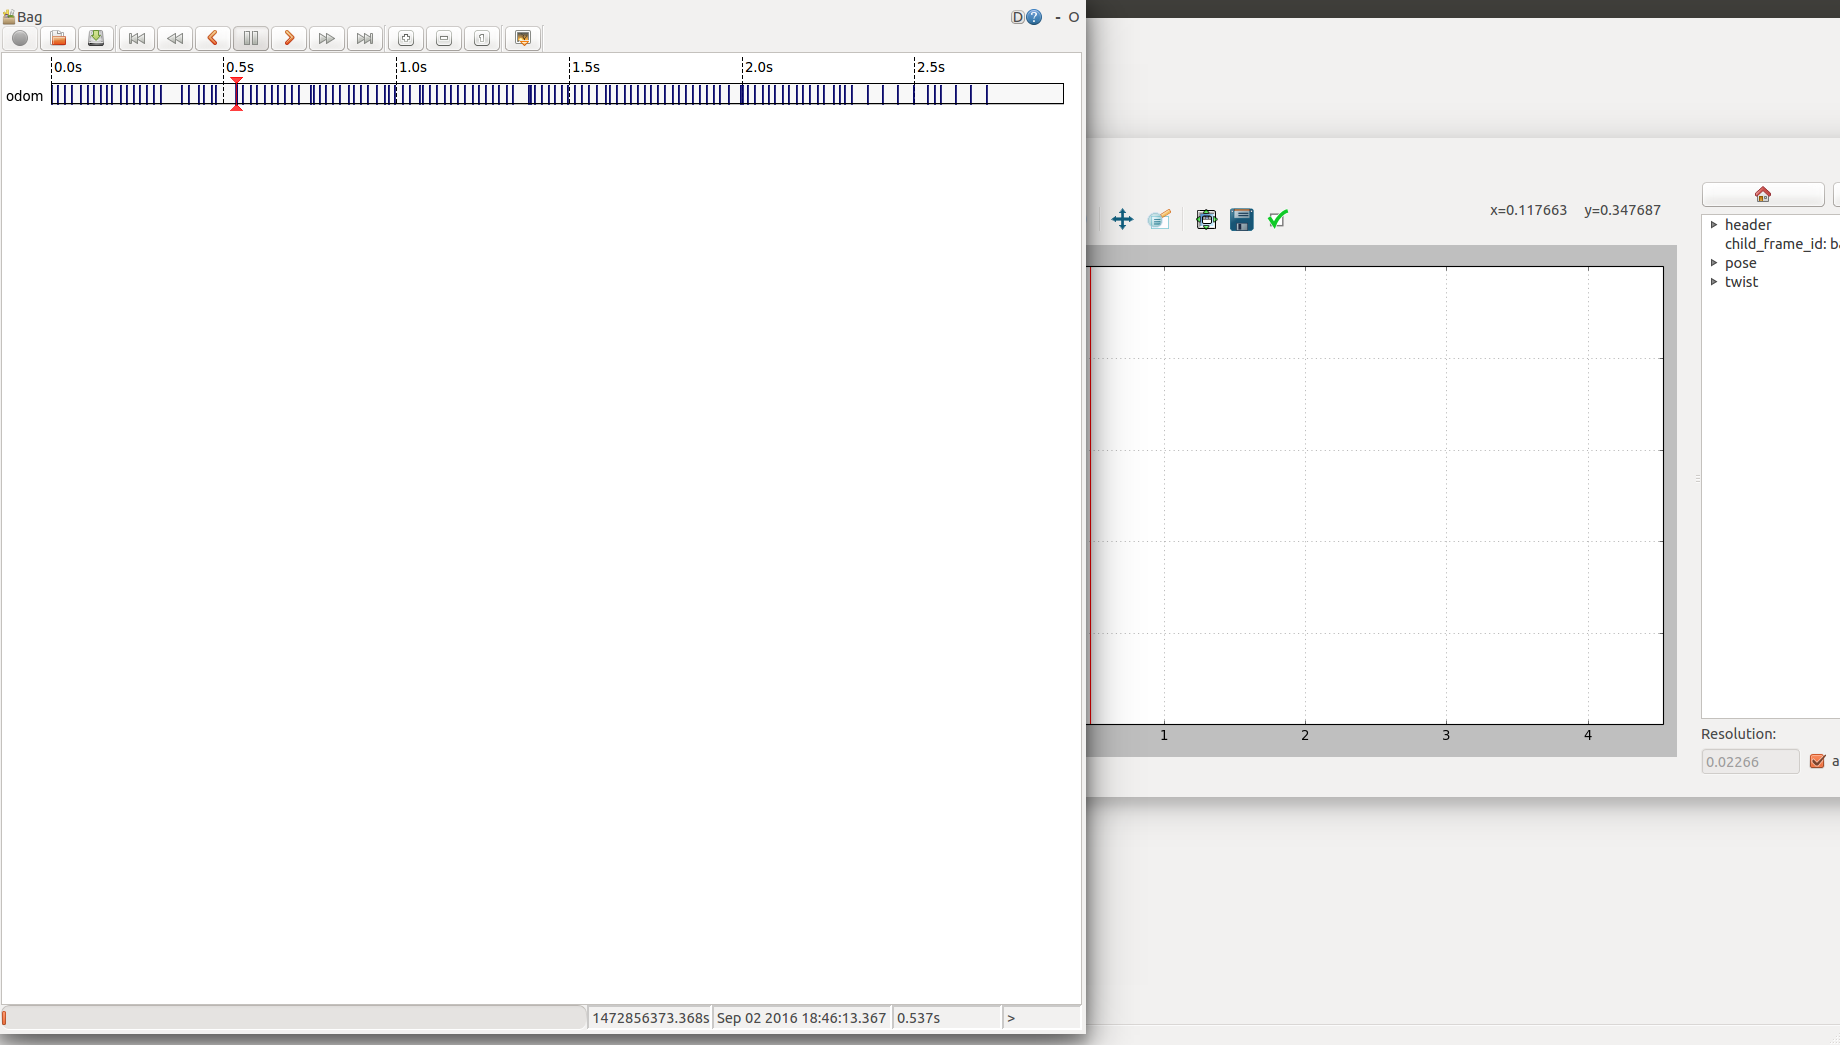 Bag
D ? - O
0.0s 0.5s 1.0s 1.5s 2.0s 2.5s
odom
x=0.117663 y=0.347687
header
child_frame_id: ba
pose
twist
1 2 3 4
Resolution:
0.02266 a
1472856373.368s Sep 02 2016 18:46:13.367 0.537s >